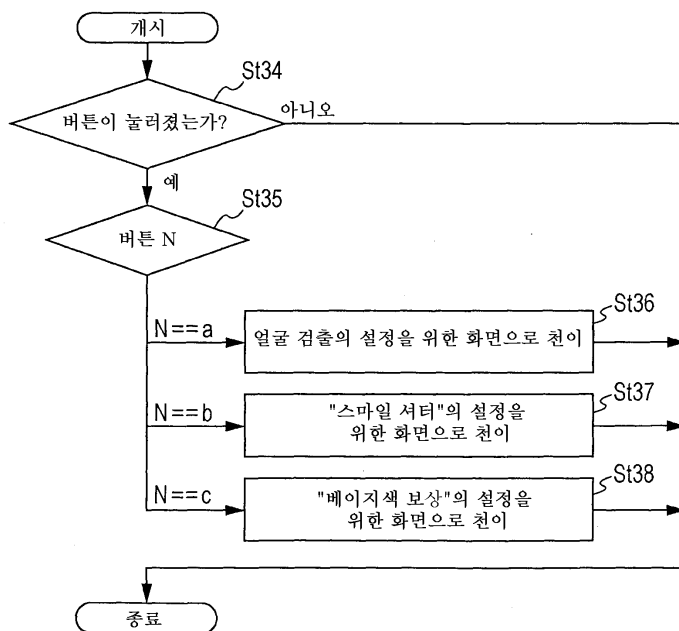 개시
St34
버튼이 눌러졌는가?
아니오
예
St35
버튼 N
St36
N==a
얼굴 검출의 설정을 위한 화면으로 천이
St37
N==b
"스마일 셔터"의 설정을
위한 화면으로 천이
St38
N==c
"베이지색 보상"의 설정을
위한 화면으로 천이
종료